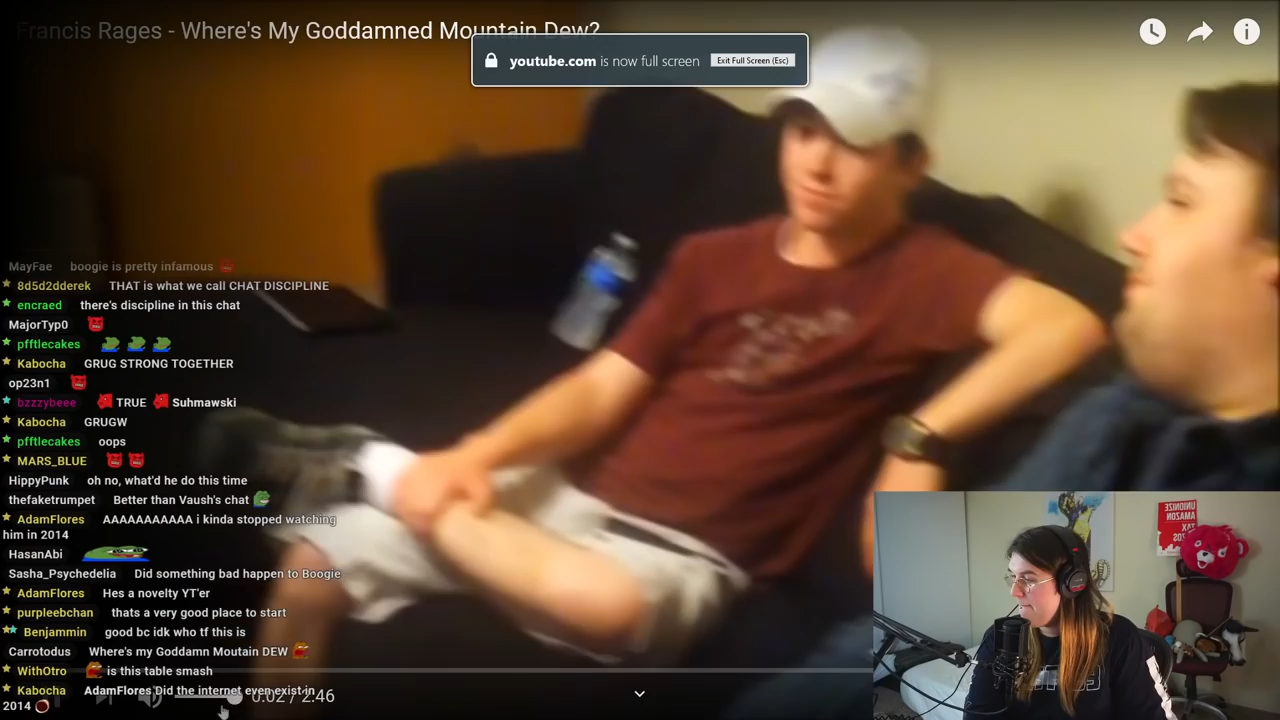 Francis Rages - Where's My Goddamned Mountain Dew?
youtube.com is now full screen
Exit Full Screen (Esc)
MayFae boogie is pretty infamous
8d5d2dderek THAT is what we call CHAT DISCIPLINE
encraed there's discipline in this chat
MajorTyp0
pfftlecakes
Kabocha GRUG STRONG TOGETHER
op23n1
bzzzybeee TRUE Suhmawski
Kabocha GRUGW
pfftlecakes oops
MARS_BLUE
HippyPunk oh no, what'd he do this time
thefaketrumpet Better than Vaush's chat
AdamFlores AAAAAAAAAAA i kinda stopped watching
him in 2014
HasanAbi
Sasha_Psychedelia Did something bad happen to Boogie
AdamFlores Hes a novelty YT'er
purpleebchan thats a very good place to start
Benjammin good bc idk who tf this is
Carrotodus Where's my Goddamn Moutain DEW
WithOtro is this table smash
Kabocha AdamFlores Did the internet even exist in
2014
0:02 / 2:46
UNIONIZE
AMAZON
TAX